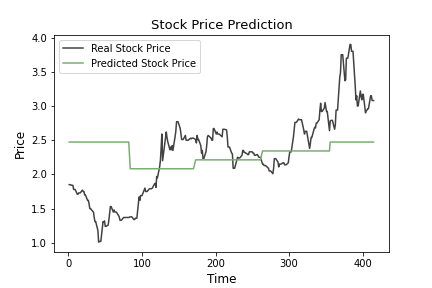 Stock Price Prediction
Real Stock Price
Predicted Stock Price
4.0
3.5
3.0
2.5
2.0
1.5
1.0
Price
0 100 200 300 400
Time